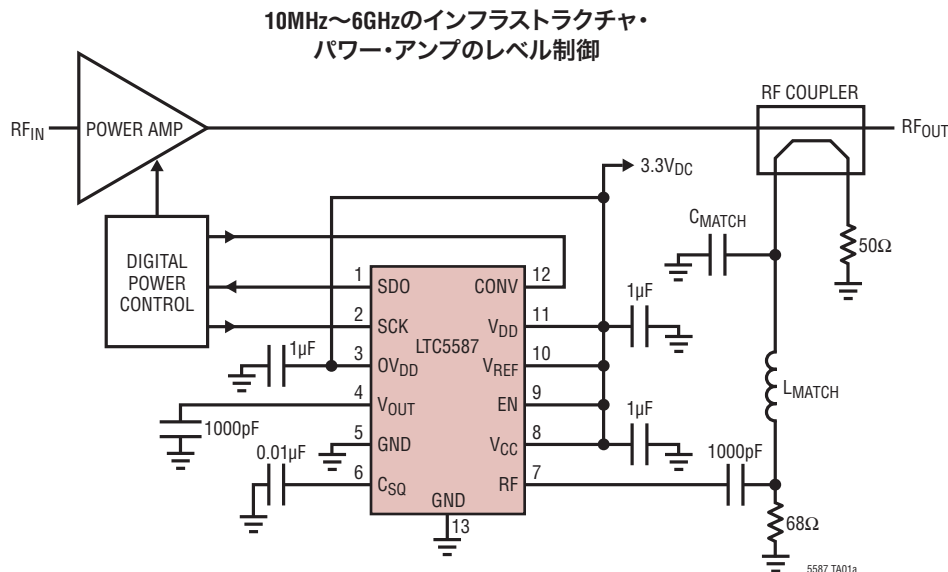 10MHz~6GHzのインフラストラクチャ・
パワー・アンプのレベル制御
RF COUPLER
RFIN
POWER AMP
RFOUT
3.3VDC
CMATCH
50Ω
DIGITAL
POWER
CONTROL
1 SDO
CONV 12
1µF
2 SCK
VDD 11
LTC5587
1µF
3 OVDD
VREF 10
LMATCH
4 VOUT
EN 9
1µF
1000pF
5 GND
VCC 8
1000pF
0.01µF
6 CSQ
RF 7
GND
13
68Ω
5587 TA01a